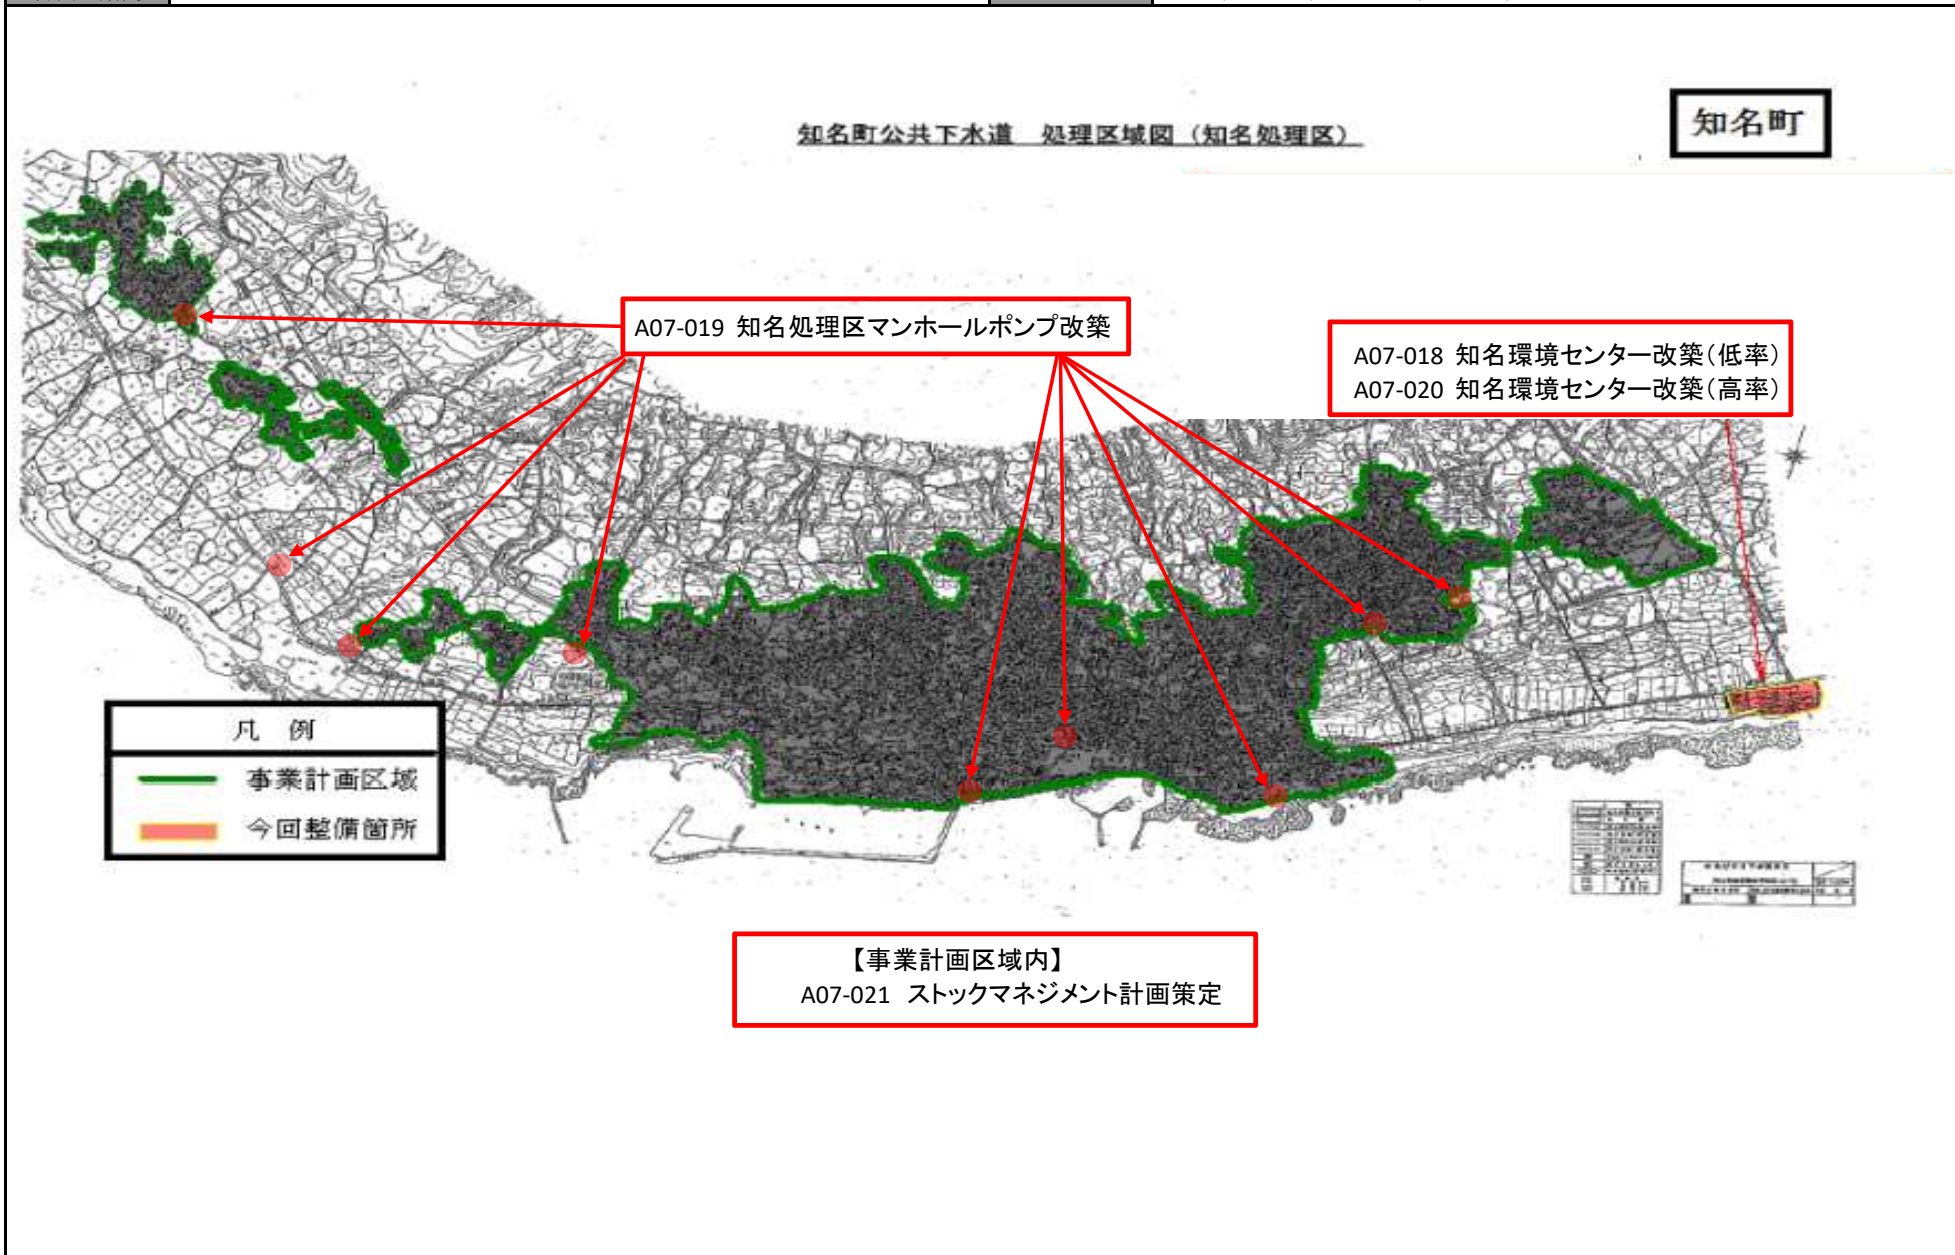 知名町公共下水道 処理区域図（知名処理区）
知名町
A07-019 知名処理区マンホールポンプ改築
A07-018 知名環境センター改築（低率）
A07-020 知名環境センター改築（高率）
凡 例
事業計画区域
今回整備箇所
【事業計画区域内】
A07-021 ストックマネジメント計画策定